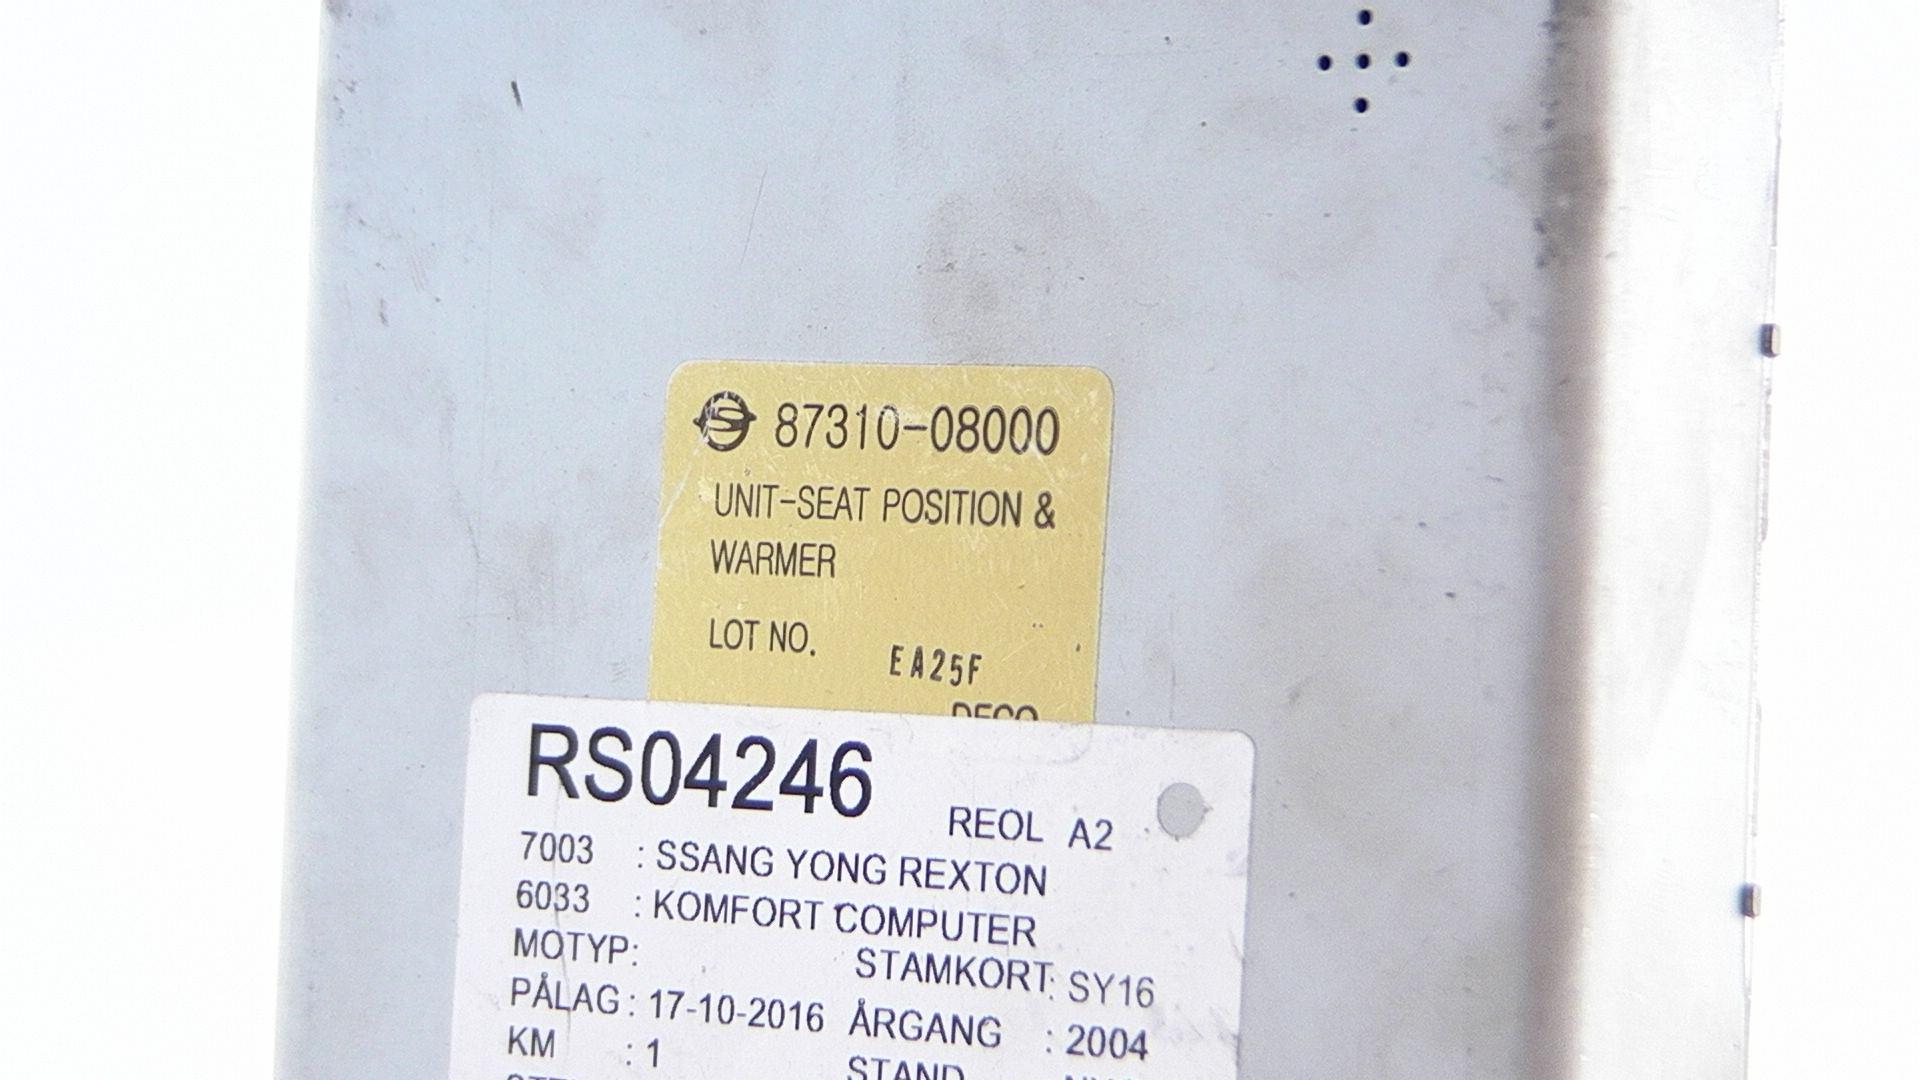 87310-08000
UNIT-SEAT POSITION &
WARMER
LOT NO. EA25F
RS04246
REOL A2
7003 : SSANG YONG REXTON
6033 : KOMFORT COMPUTER
MOTYP: STAMKORT: SY16
PÅLAG : 17-10-2016 ÅRGANG : 2004
KM : 1 STAND